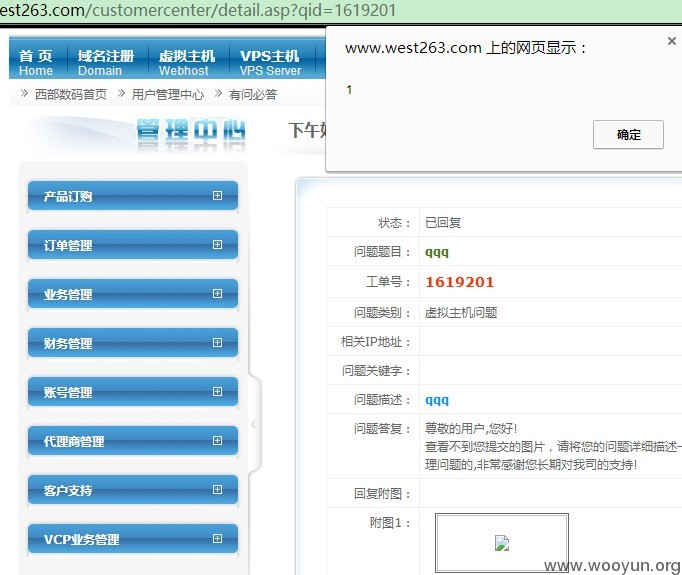 est263.com/customercenter/detail.asp?qid=1619201
首 页 域名注册 虚拟主机 VPS主机
Home Domain Webhost VPS Server
www.west263.com 上的网页显示：
×
1
确定
» 西部数码首页 » 用户管理中心 » 有问必答
管理中心 下午
产品订购
订单管理
业务管理
财务管理
账号管理
代理商管理
客户支持
VCP业务管理
状态： 已回复
问题题目： qqq
工单号： 1619201
问题类别： 虚拟主机问题
相关IP地址：
问题关键字：
问题描述： qqq
问题答复： 尊敬的用户,您好!
查看不到您提交的图片，请将您的问题详细描述一
理问题的,非常感谢您长期对我司的支持!
回复附图：
附图1：
www.wooyun.org